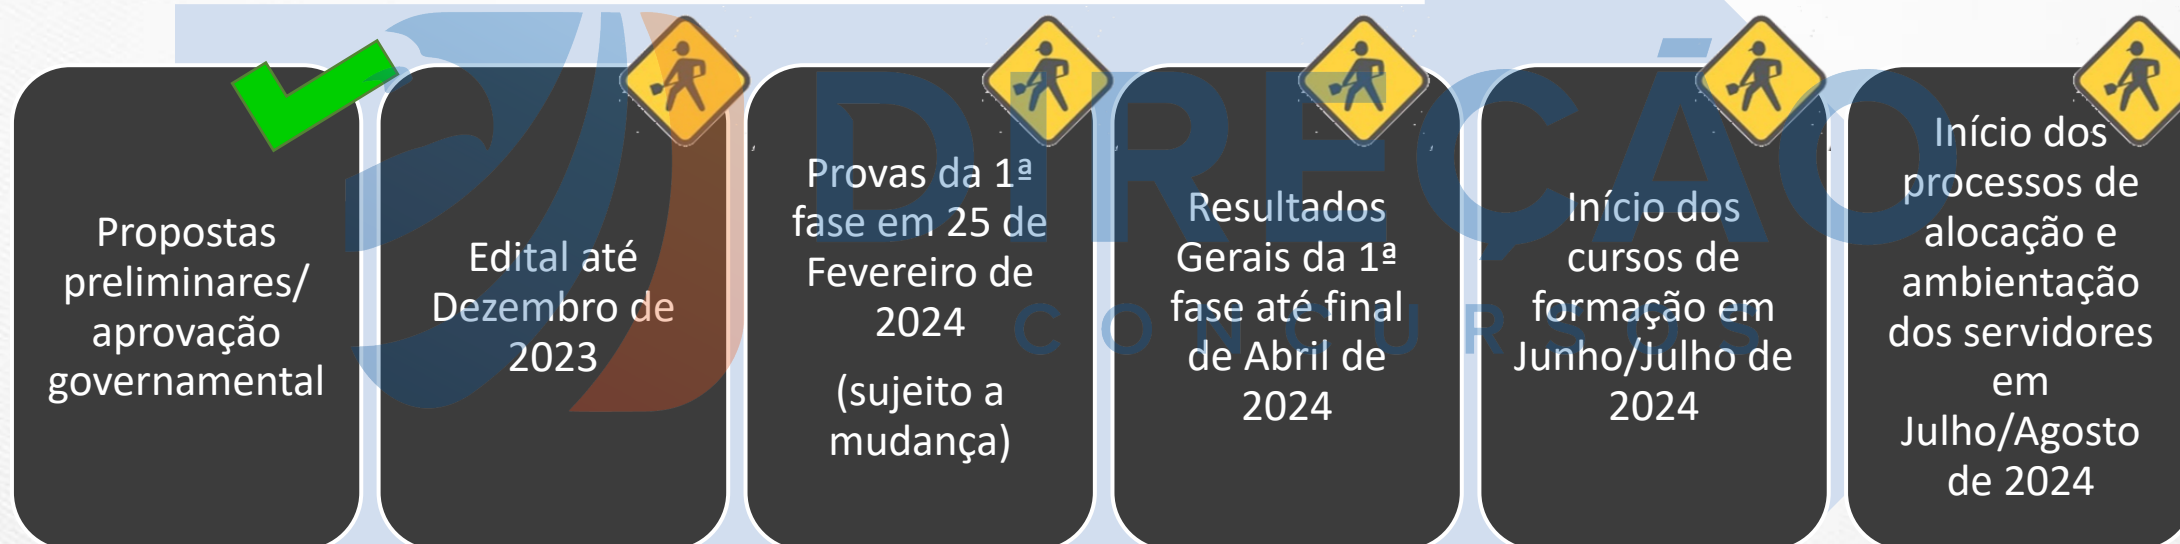 Propostas
preliminares/
aprovação
governamental
Edital até
Dezembro de
2023
Provas da 1ª
fase em 25 de
Fevereiro de
2024
(sujeito a
mudança)
Resultados
Gerais da 1ª
fase até final
de Abril de
2024
Início dos
cursos de
formação em
Junho/Julho de
2024
Início dos
processos de
alocação e
ambientação
dos servidores
em
Julho/Agosto
de 2024
DIREÇÃO
CONCURSOS